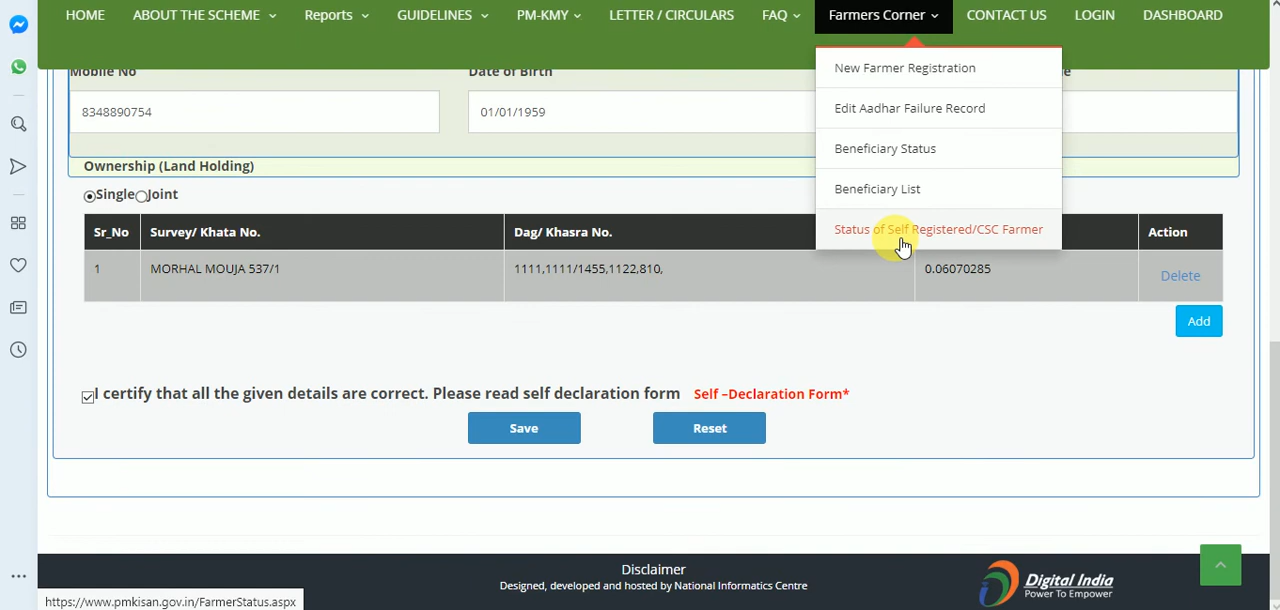 HOME ABOUT THE SCHEME Reports GUIDELINES PM-KMY LETTER / CIRCULARS FAQ Farmers Corner CONTACT US LOGIN DASHBOARD
New Farmer Registration
Edit Aadhar Failure Record
Beneficiary Status
Beneficiary List
Status of Self Registered/CSC Farmer
Mobile No Date of Birth
8348890754 01/01/1959
Ownership (Land Holding)
Single Joint
Sr_No Survey/ Khata No. Dag/ Khasra No. Action
1 MORHAL MOUJA 537/1 1111,1111/1455,1122,810, 0.06070285 Delete
Add
I certify that all the given details are correct. Please read self declaration form Self –Declaration Form*
Save Reset
Disclaimer
Designed, developed and hosted by National Informatics Centre
Digital India
Power To Empower
https://www.pmkisan.gov.in/FarmerStatus.aspx